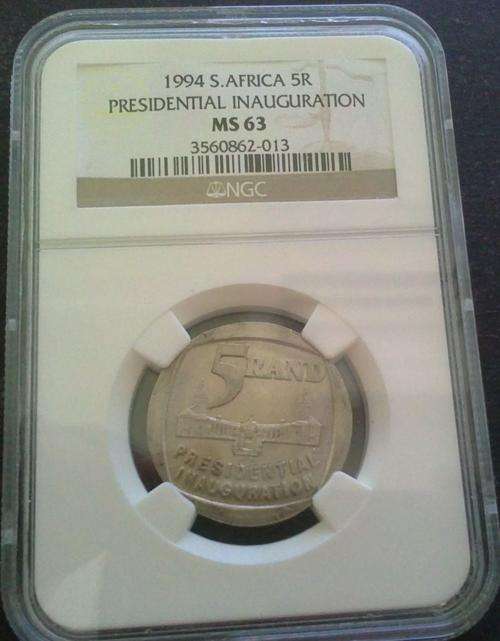 1994 S.AFRICA 5R
PRESIDENTIAL INAUGURATION
MS 63
3560862-013
NGC
5 RAND
PRESIDENTIAL
INAUGURATION